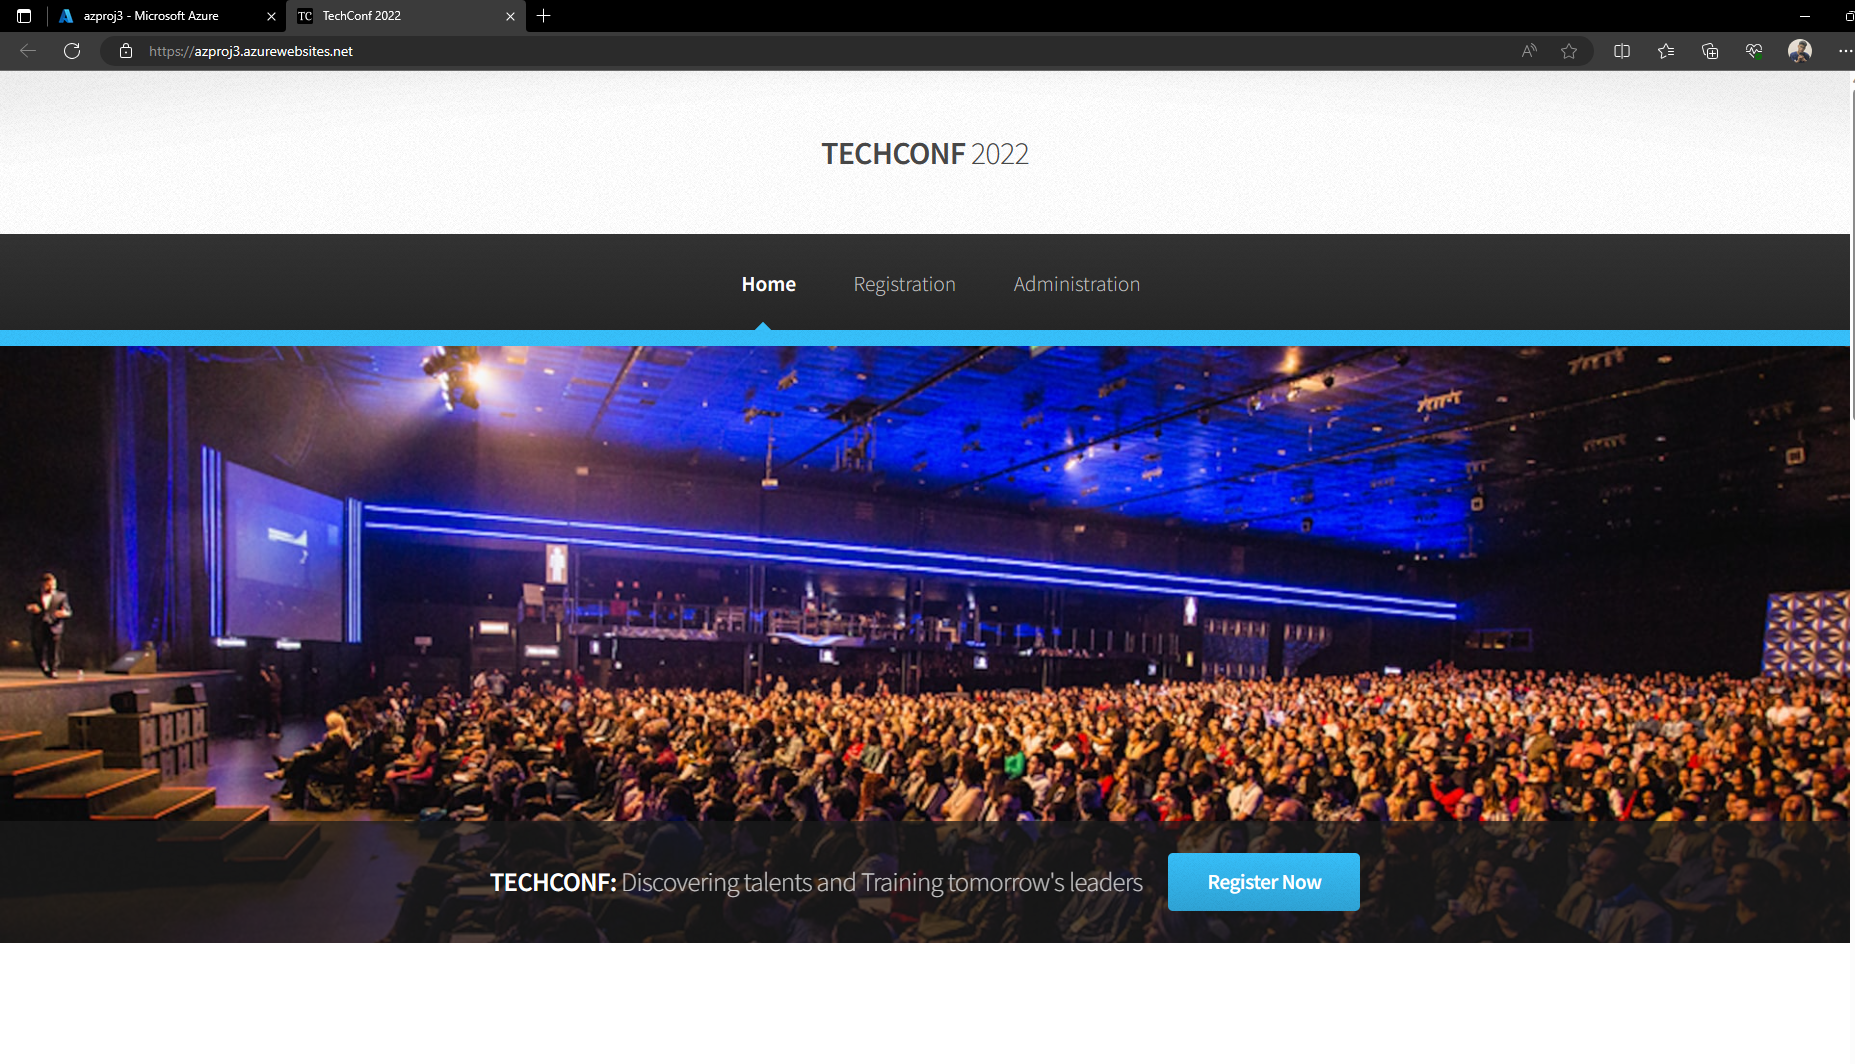 azproj3 - Microsoft Azure
TC TechConf 2022
https://azproj3.azurewebsites.net
TECHCONF 2022
Home Registration Administration
TECHCONF: Discovering talents and Training tomorrow's leaders Register Now